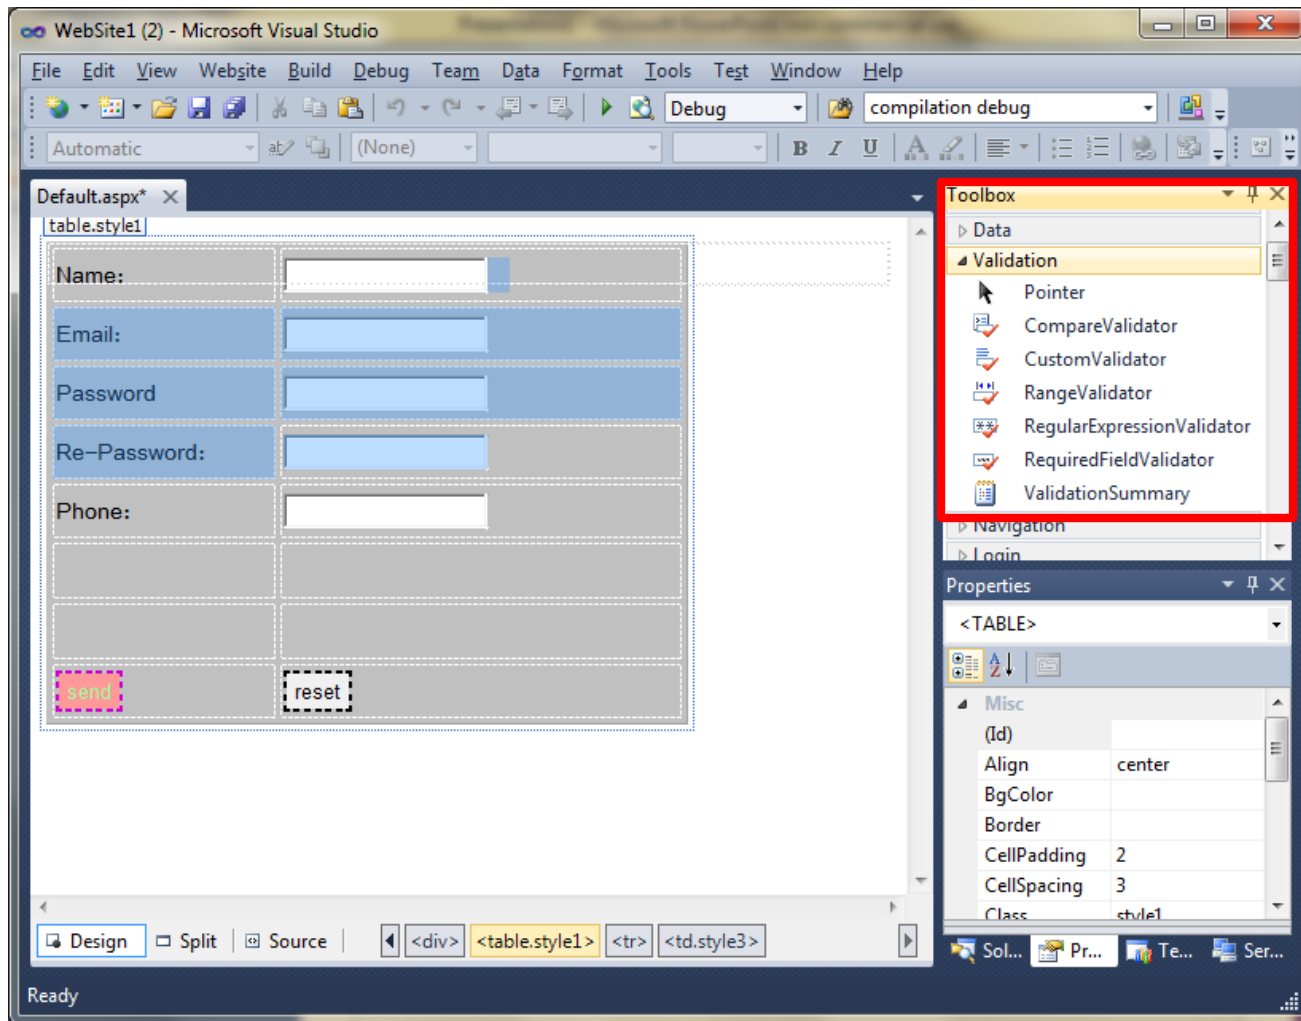 WebSite1 (2) - Microsoft Visual Studio
File Edit View Website Build Debug Team Data Format Tools Test Window Help
Debug compilation debug
Automatic (None) B I U A
Default.aspx*
table.style1
Name:
Email:
Password
Re-Password:
Phone:
send reset
Toolbox
Data
Validation
Pointer
CompareValidator
CustomValidator
RangeValidator
RegularExpressionValidator
RequiredFieldValidator
ValidationSummary
Navigation
Login
Properties
<TABLE>
Misc
(Id)
Align center
BgColor
Border
CellPadding 2
CellSpacing 3
Class style1
Design Split Source <div> <table.style1> <tr> <td.style3>
Sol... Pr... Te... Ser...
Ready